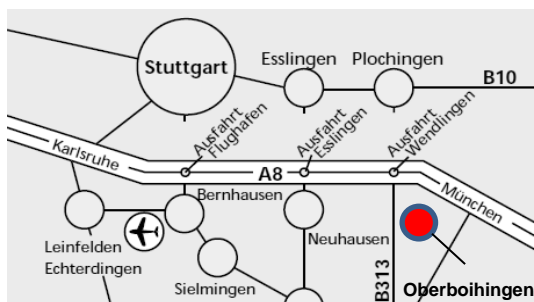 Stuttgart
Esslingen
Plochingen
B10
Ausfahrt
Flughafen
Ausfahrt
Esslingen
Ausfahrt
Wendlingen
Karlsruhe
A8
München
Bernhausen
Leinfelden
Echterdingen
Neuhausen
Sielmingen
B313
Oberboihingen